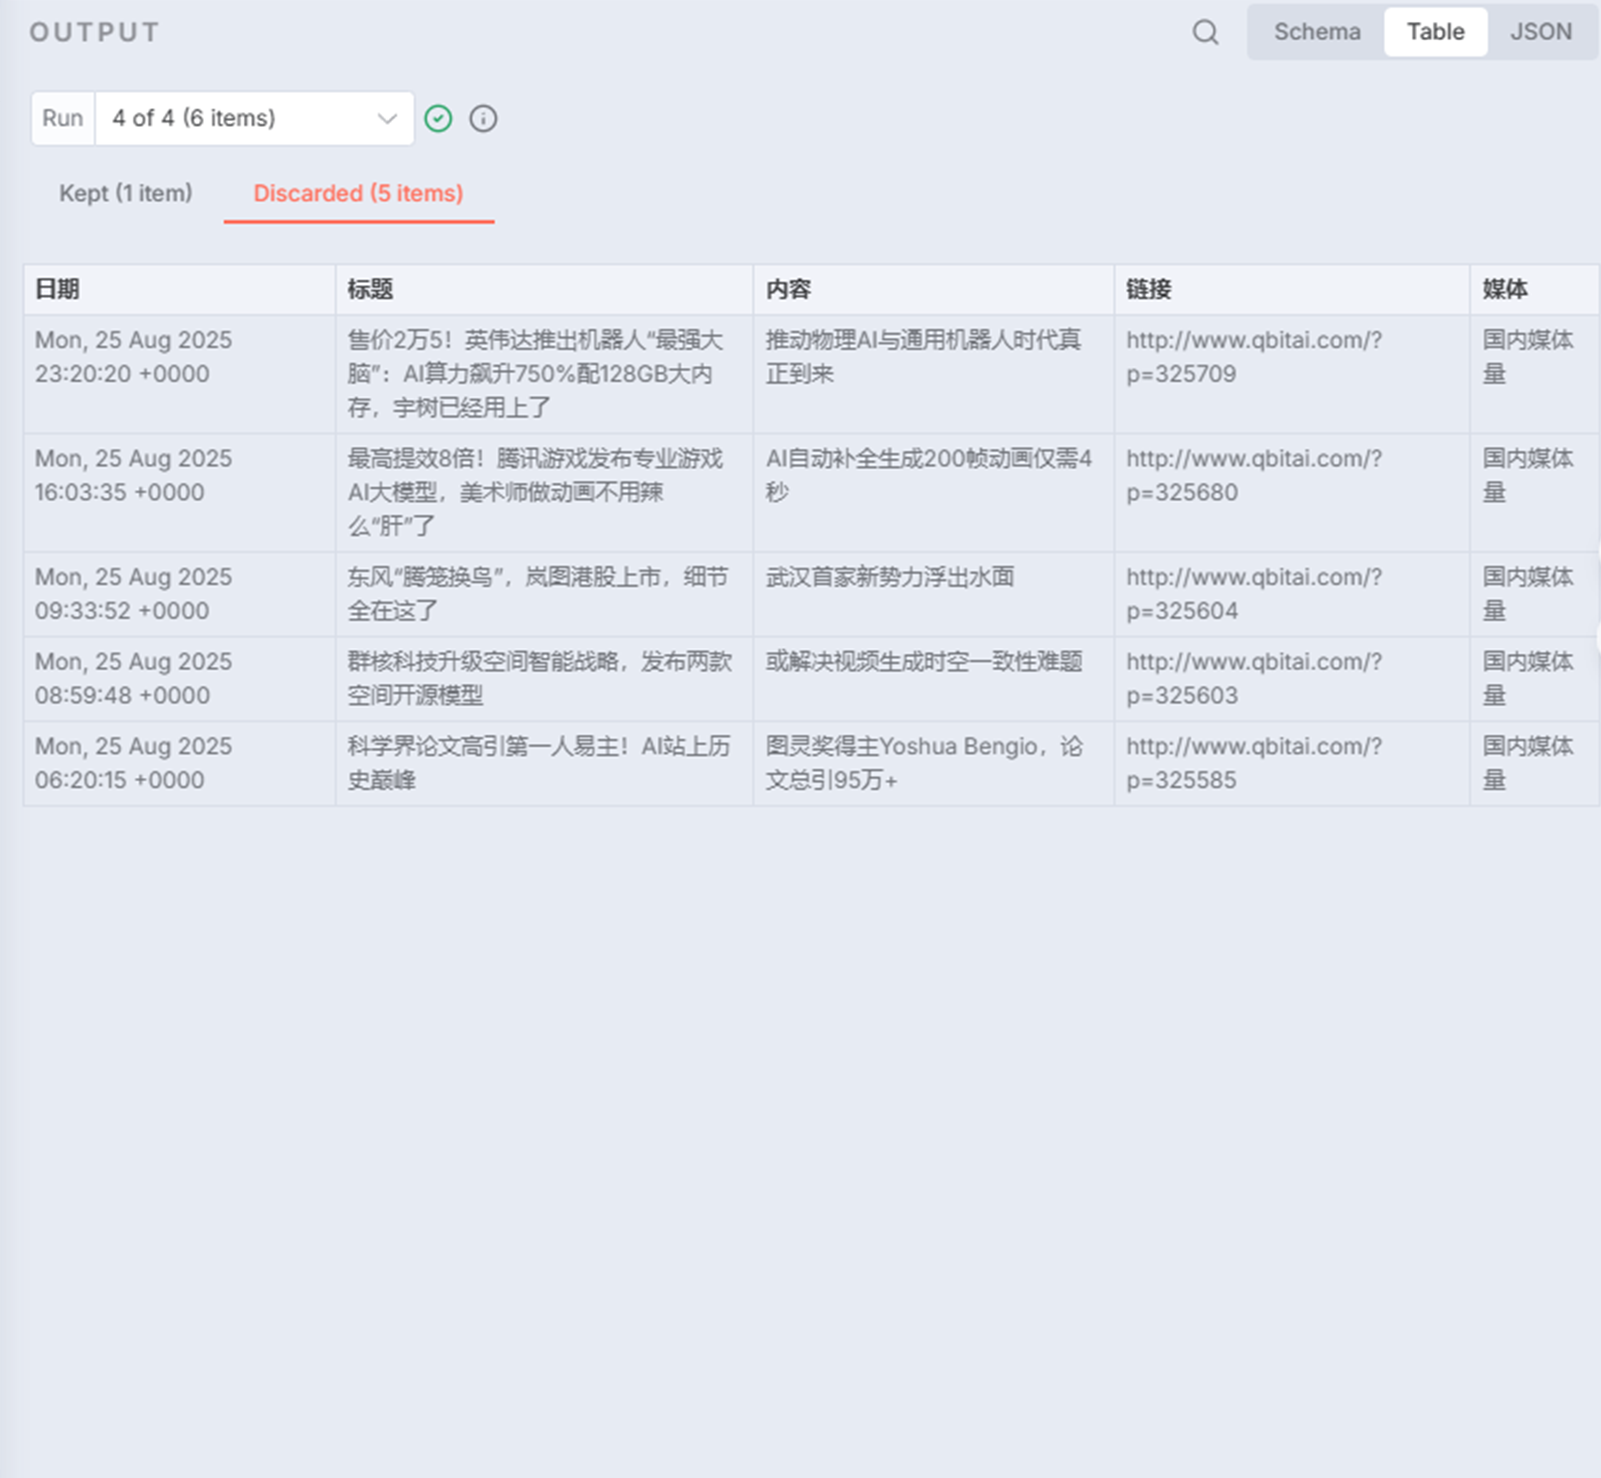 OUTPUT
Schema
Table
JSON
Run
4 of 4 (6 items)
Kept (1 item)
Discarded (5 items)
日期
标题
内容
链接
媒体
Mon, 25 Aug 2025
23:20:20 +0000
售价2万5！英伟达推出机器人“最强大
脑”：AI算力飙升750%配128GB大内
存，宇树已经用上了
推动物理AI与通用机器人时代真
正到来
http://www.qbitai.com/?
p=325709
国内媒体
量
Mon, 25 Aug 2025
16:03:35 +0000
最高提效8倍！腾讯游戏发布专业游戏
AI大模型，美术师做动画不用辣
么“肝”了
AI自动补全生成200帧动画仅需4
秒
http://www.qbitai.com/?
p=325680
国内媒体
量
Mon, 25 Aug 2025
09:33:52 +0000
东风“腾笼换鸟”，岚图港股上市，细节
全在这了
武汉首家新势力浮出水面
http://www.qbitai.com/?
p=325604
国内媒体
量
Mon, 25 Aug 2025
08:59:48 +0000
群核科技升级空间智能战略，发布两款
空间开源模型
或解决视频生成时空一致性难题
http://www.qbitai.com/?
p=325603
国内媒体
量
Mon, 25 Aug 2025
06:20:15 +0000
科学界论文高引第一人易主！AI站上历
史巅峰
图灵奖得主Yoshua Bengio，论
文总引95万+
http://www.qbitai.com/?
p=325585
国内媒体
量